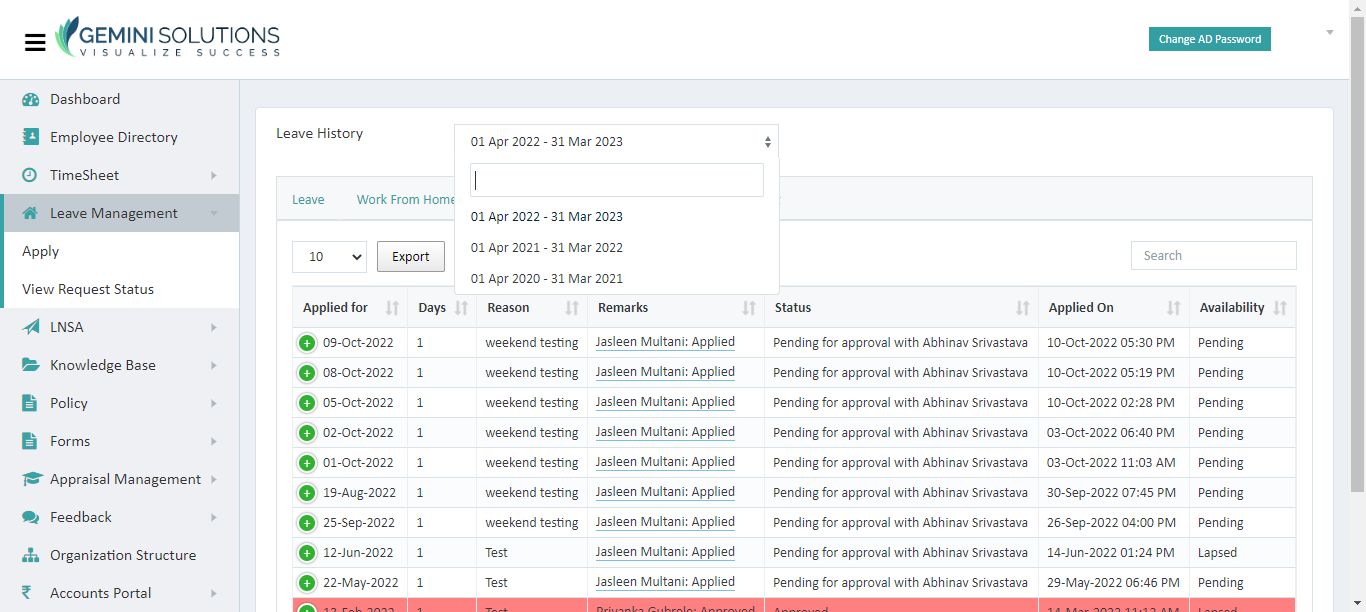 GEMINI SOLUTIONS
VISUALIZE SUCCESS
Change AD Password
Dashboard
Employee Directory
TimeSheet
Leave Management
Apply
View Request Status
LNSA
Knowledge Base
Policy
Forms
Appraisal Management
Feedback
Organization Structure
Accounts Portal
Leave History
01 Apr 2022 - 31 Mar 2023
01 Apr 2022 - 31 Mar 2023
01 Apr 2021 - 31 Mar 2022
01 Apr 2020 - 31 Mar 2021
Leave Work From Home
10 Export Search
Applied for Days Reason Remarks Status Applied On Availability
09-Oct-2022 1 weekend testing Jasleen Multani: Applied Pending for approval with Abhinav Srivastava 10-Oct-2022 05:30 PM Pending
08-Oct-2022 1 weekend testing Jasleen Multani: Applied Pending for approval with Abhinav Srivastava 10-Oct-2022 05:19 PM Pending
05-Oct-2022 1 weekend testing Jasleen Multani: Applied Pending for approval with Abhinav Srivastava 10-Oct-2022 02:28 PM Pending
02-Oct-2022 1 weekend testing Jasleen Multani: Applied Pending for approval with Abhinav Srivastava 03-Oct-2022 06:40 PM Pending
01-Oct-2022 1 weekend testing Jasleen Multani: Applied Pending for approval with Abhinav Srivastava 03-Oct-2022 11:03 AM Pending
19-Aug-2022 1 weekend testing Jasleen Multani: Applied Pending for approval with Abhinav Srivastava 30-Sep-2022 07:45 PM Pending
25-Sep-2022 1 weekend testing Jasleen Multani: Applied Pending for approval with Abhinav Srivastava 26-Sep-2022 04:00 PM Pending
12-Jun-2022 1 Test Jasleen Multani: Applied Pending for approval with Abhinav Srivastava 14-Jun-2022 01:24 PM Lapsed
22-May-2022 1 Test Jasleen Multani: Applied Pending for approval with Abhinav Srivastava 29-May-2022 06:46 PM Pending
1 Test Approved Lapsed